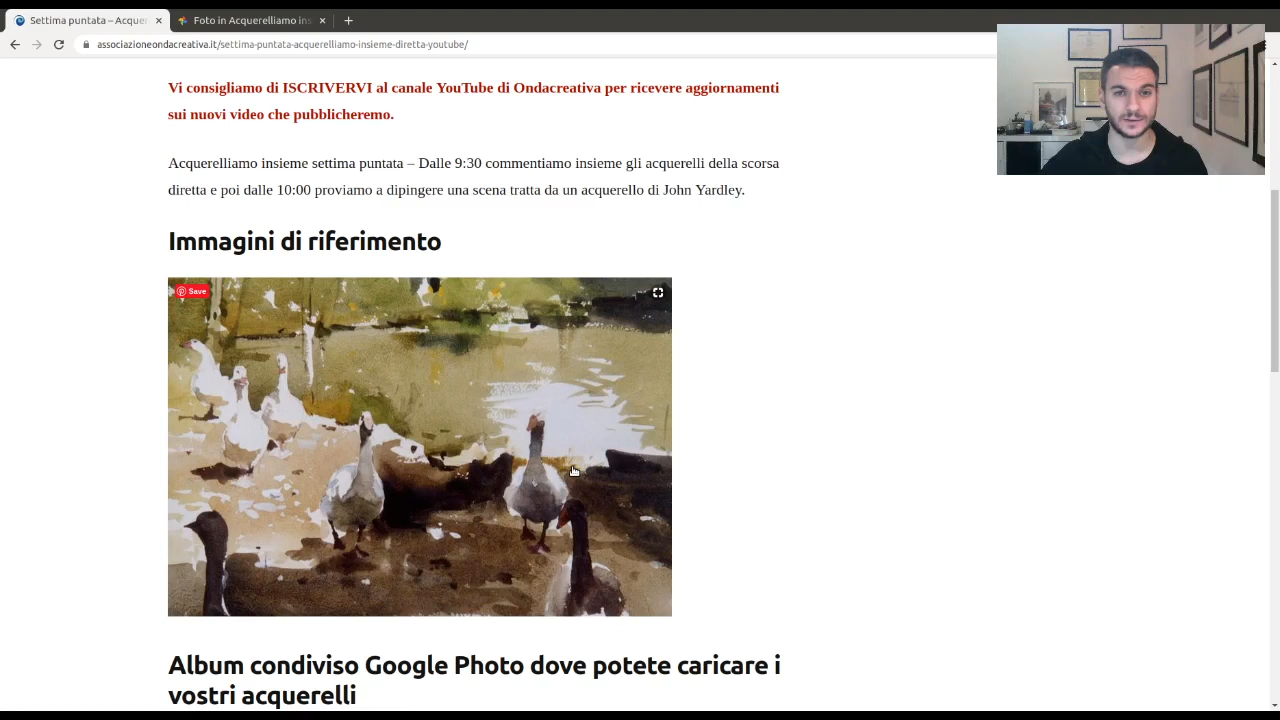 Settima puntata – Acquer
Foto in Acquerelliamo ins
associazioneondacreativa.it/settima-puntata-acquerelliamo-insieme-diretta-youtube/
Vi consigliamo di ISCRIVERVI al canale YouTube di Ondacreativa per ricevere aggiornamenti
sui nuovi video che pubblicheremo.
Acquerelliamo insieme settima puntata – Dalle 9:30 commentiamo insieme gli acquerelli della scorsa
diretta e poi dalle 10:00 proviamo a dipingere una scena tratta da un acquerello di John Yardley.
Immagini di riferimento
Save
Album condiviso Google Photo dove potete caricare i
vostri acquerelli